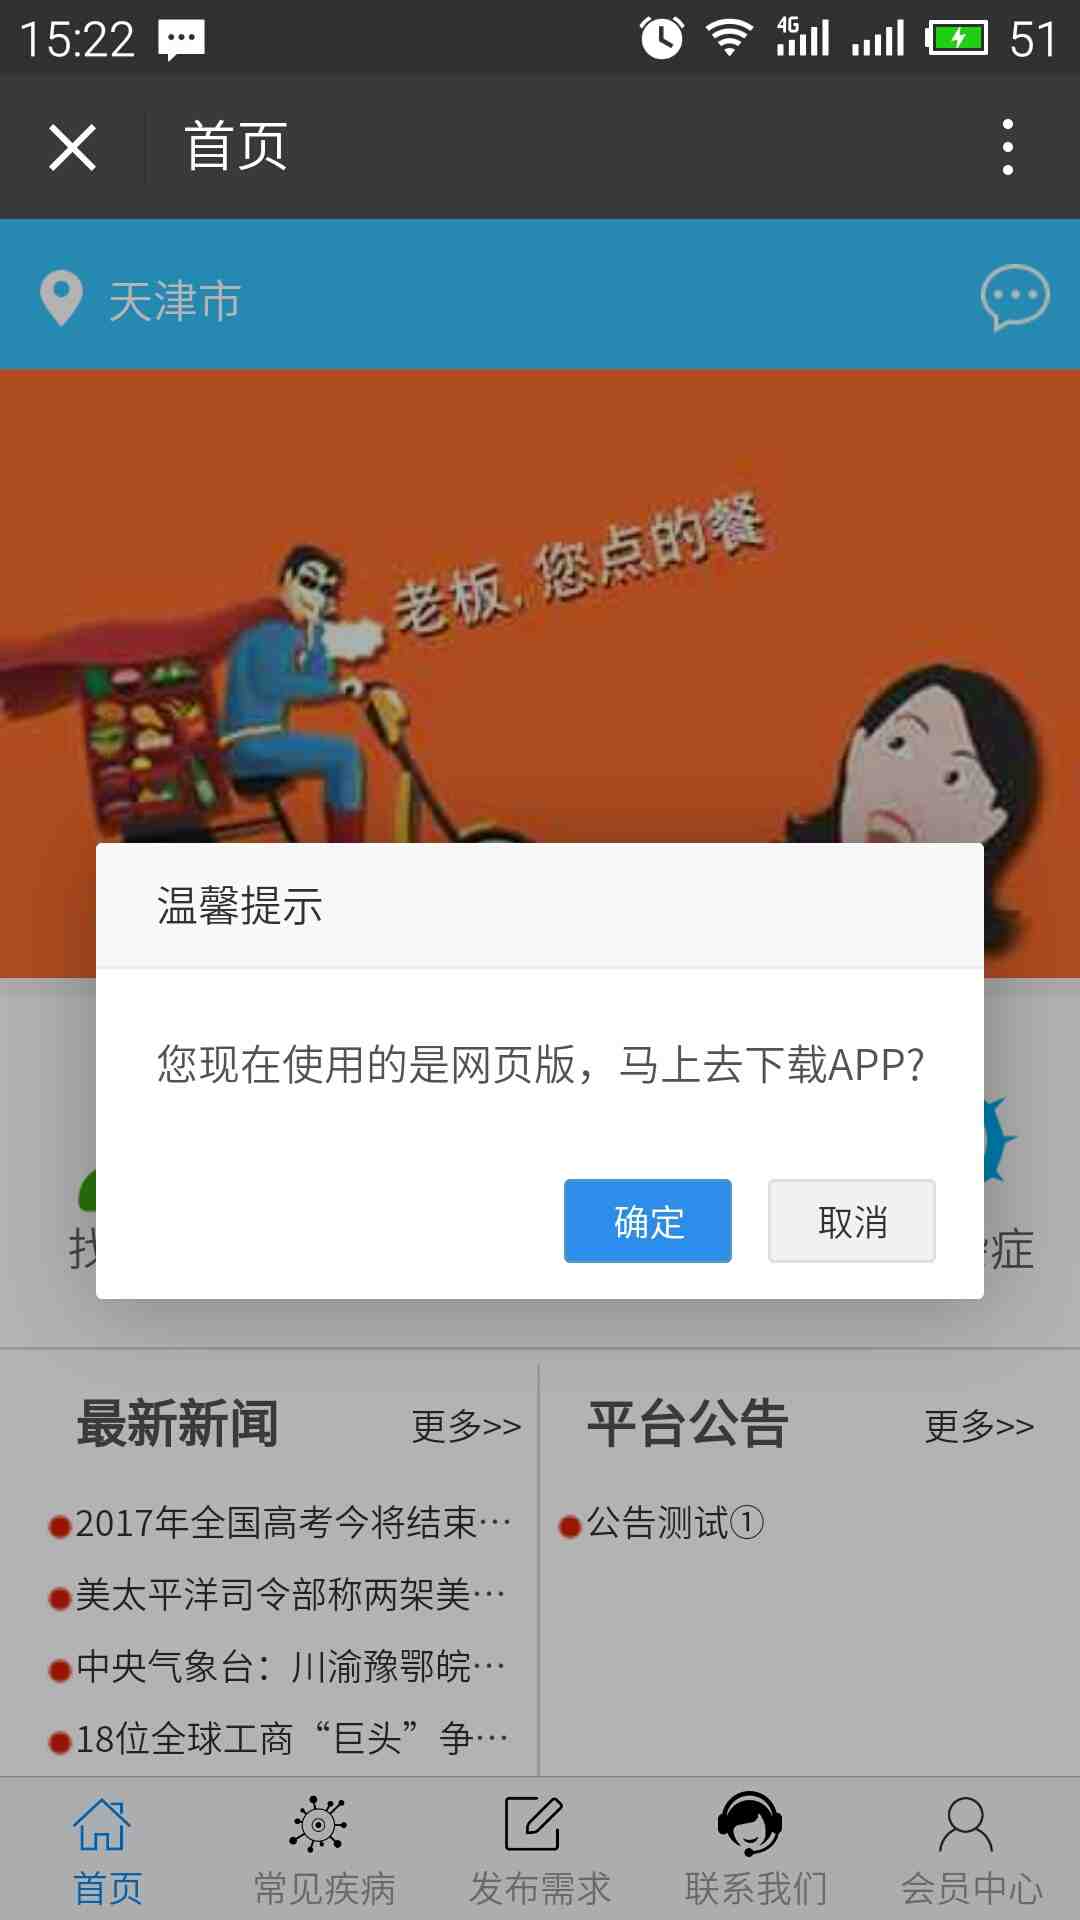 15:22
4G
51
首页
天津市
老板,您点的餐
温馨提示
您现在使用的是网页版，马上去下载APP?
确定
取消
找
症
最新新闻
更多>>
平台公告
更多>>
2017年全国高考今将结束…
公告测试①
美太平洋司令部称两架美…
中央气象台：川渝豫鄂皖…
18位全球工商“巨头”争…
首页
常见疾病
发布需求
联系我们
会员中心